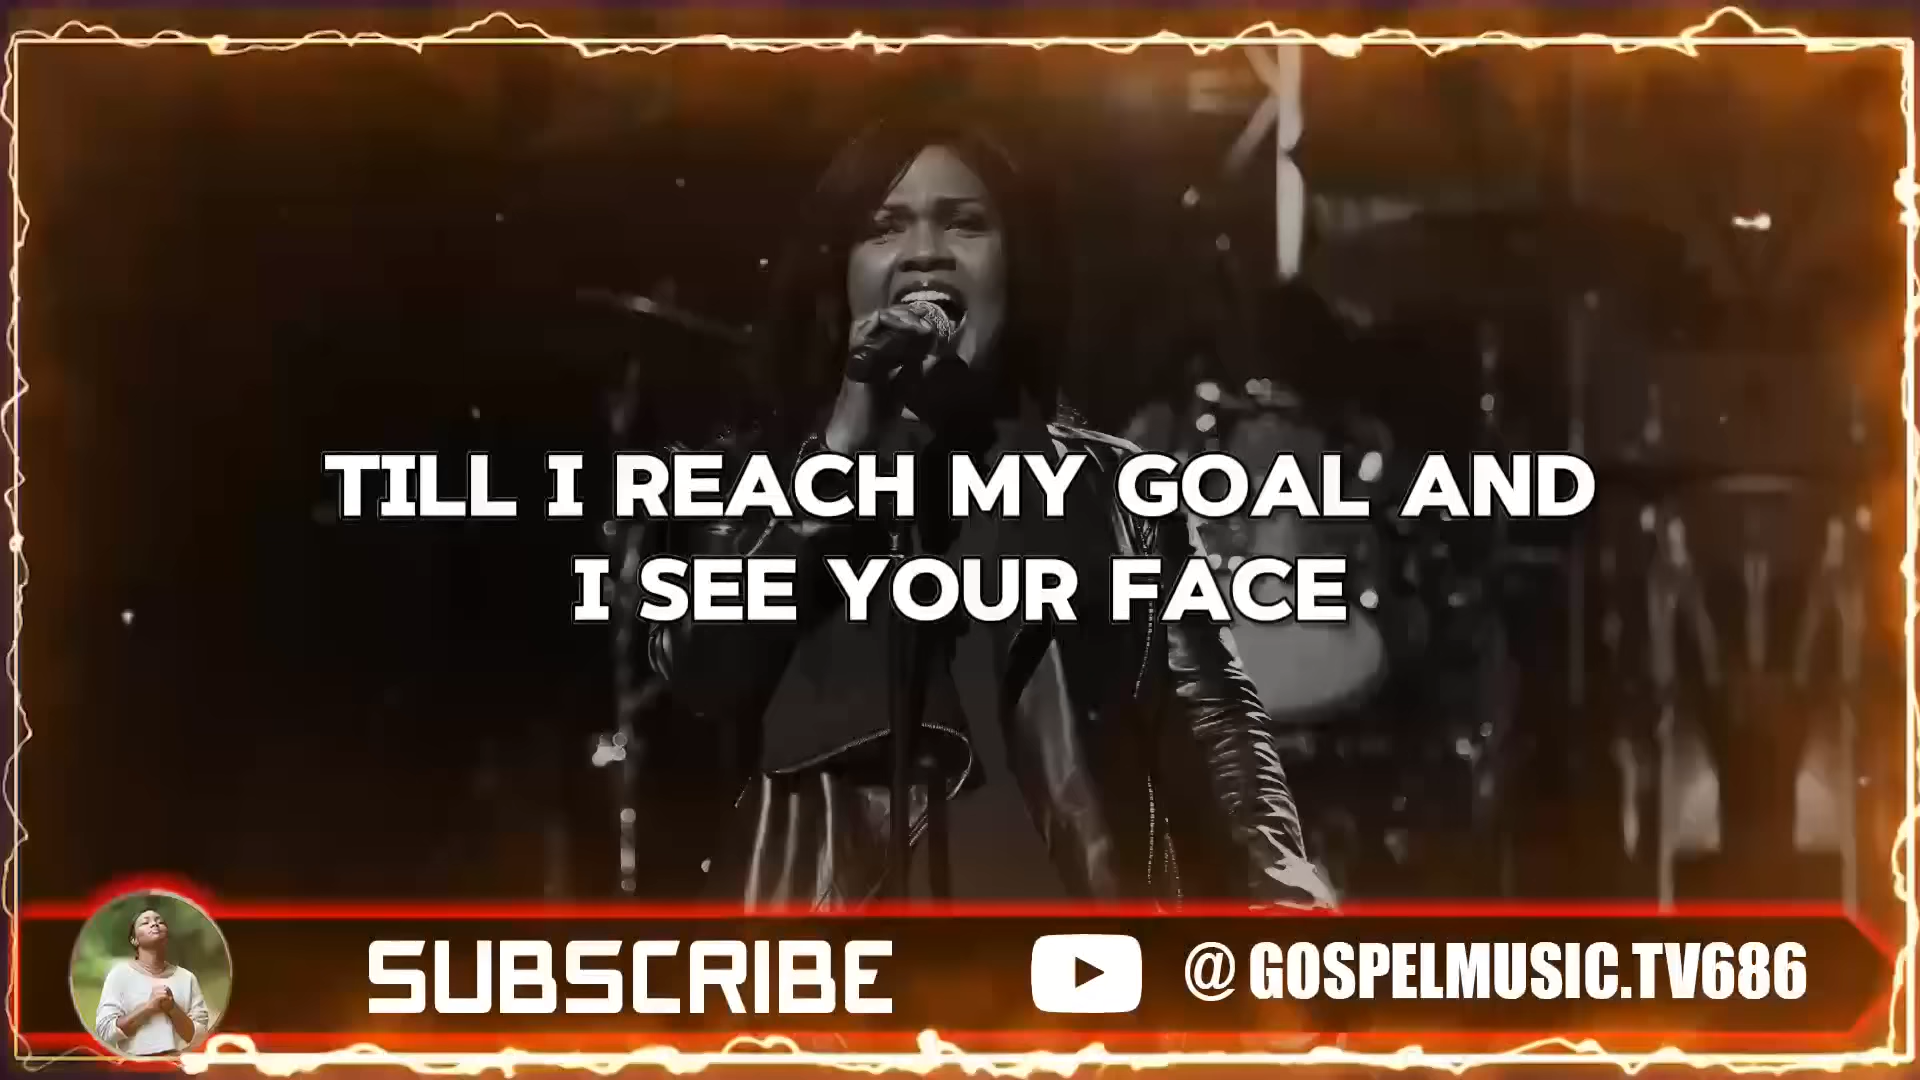 TILL I REACH MY GOAL AND
I SEE YOUR FACE
SUBSCRIBE
@GOSPELMUSIC.TV686